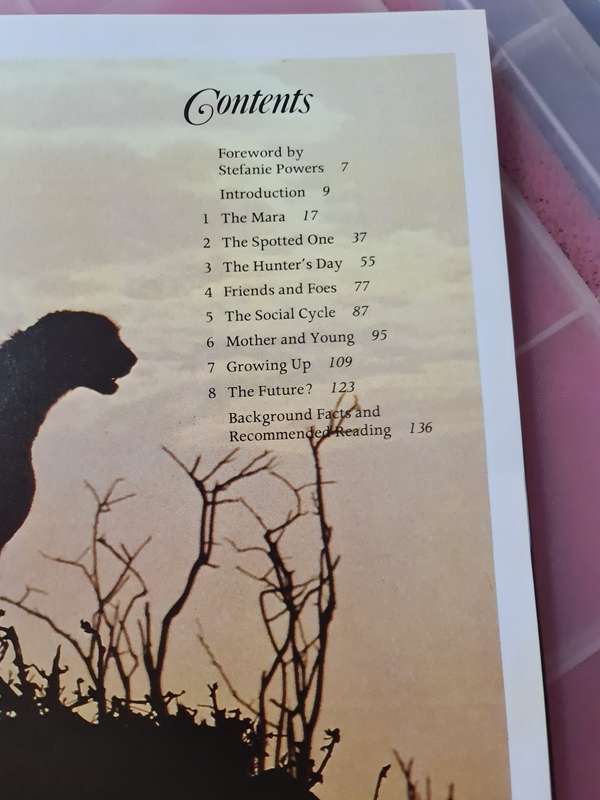 Contents
Foreword by
Stefanie Powers 7
Introduction 9
1 The Mara 17
2 The Spotted One 37
3 The Hunter's Day 55
4 Friends and Foes 77
5 The Social Cycle 87
6 Mother and Young 95
7 Growing Up 109
8 The Future? 123
Background Facts and
Recommended Reading 136